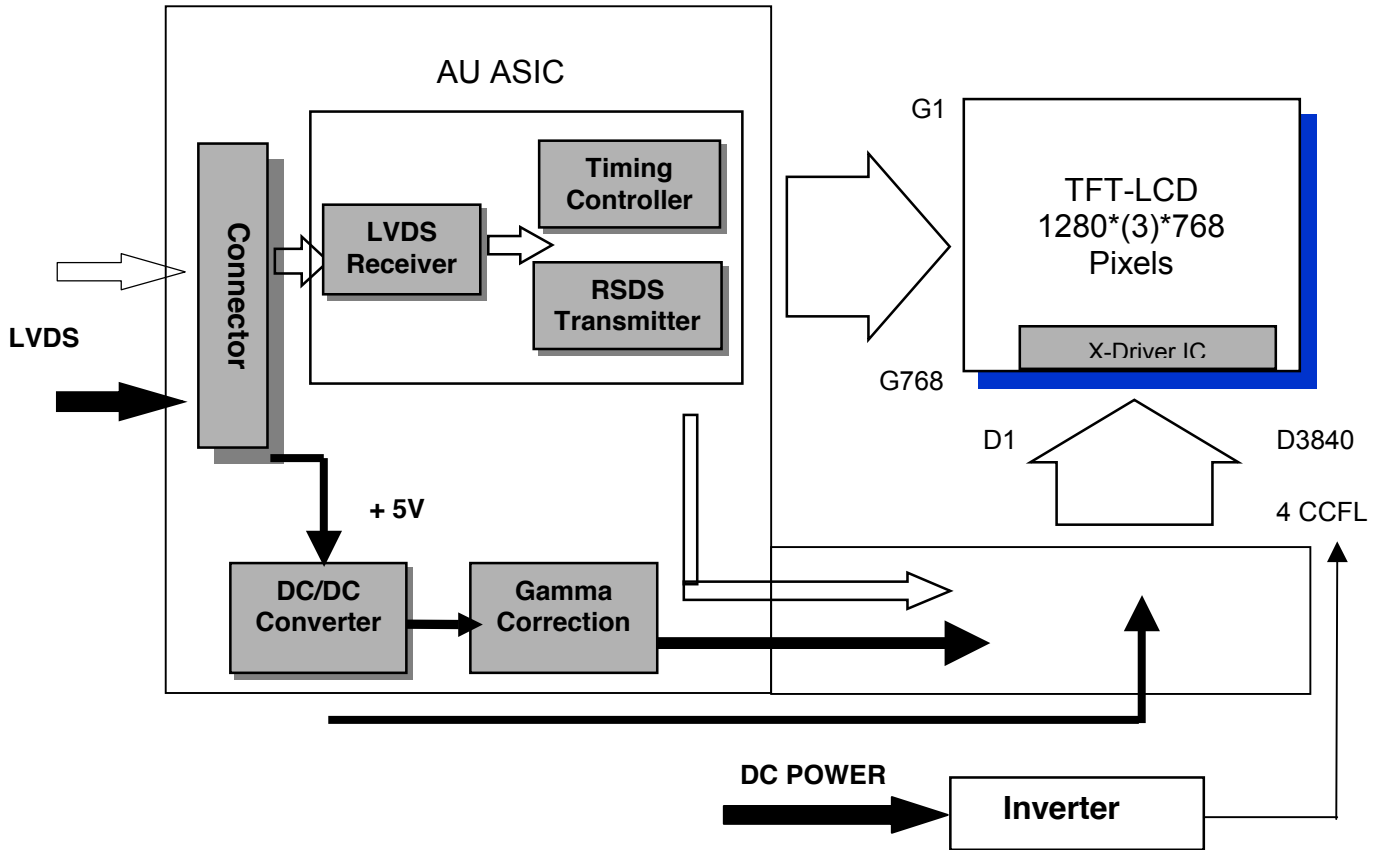 AU ASIC
Timing
Controller
LVDS
Receiver
RSDS
Transmitter
Connector
LVDS
+ 5V
DC/DC
Converter
Gamma
Correction
G1
TFT-LCD
1280*(3)*768
Pixels
X-Driver IC
G768
D1
D3840
4 CCFL
DC POWER
Inverter